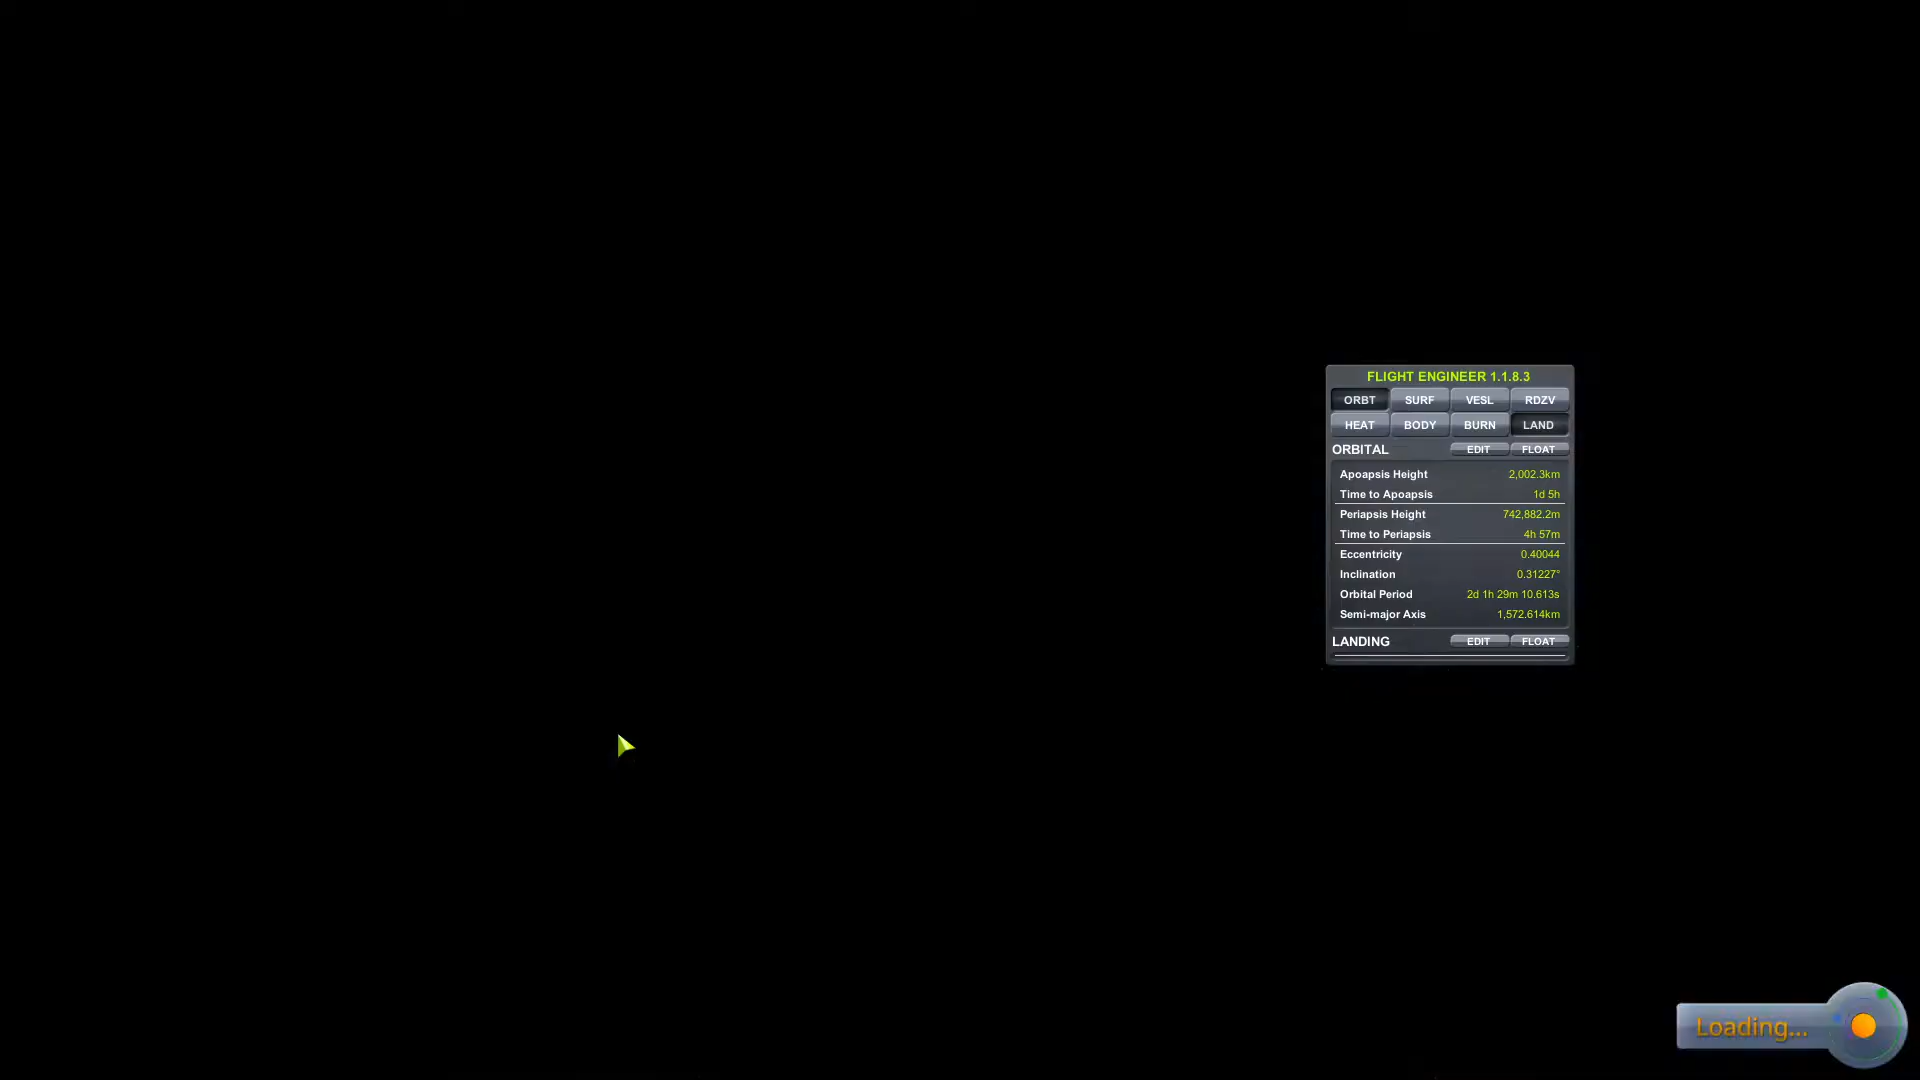 FLIGHT ENGINEER 1.1.8.3
ORBT SURF VESL RDZV
HEAT BODY BURN LAND
ORBITAL EDIT FLOAT
Apoapsis Height 2,002.3km
Time to Apoapsis 1d 5h
Periapsis Height 742,882.2m
Time to Periapsis 4h 57m
Eccentricity 0.40044
Inclination 0.31227°
Orbital Period 2d 1h 29m 10.613s
Semi-major Axis 1,572.614km
LANDING EDIT FLOAT
Loading...